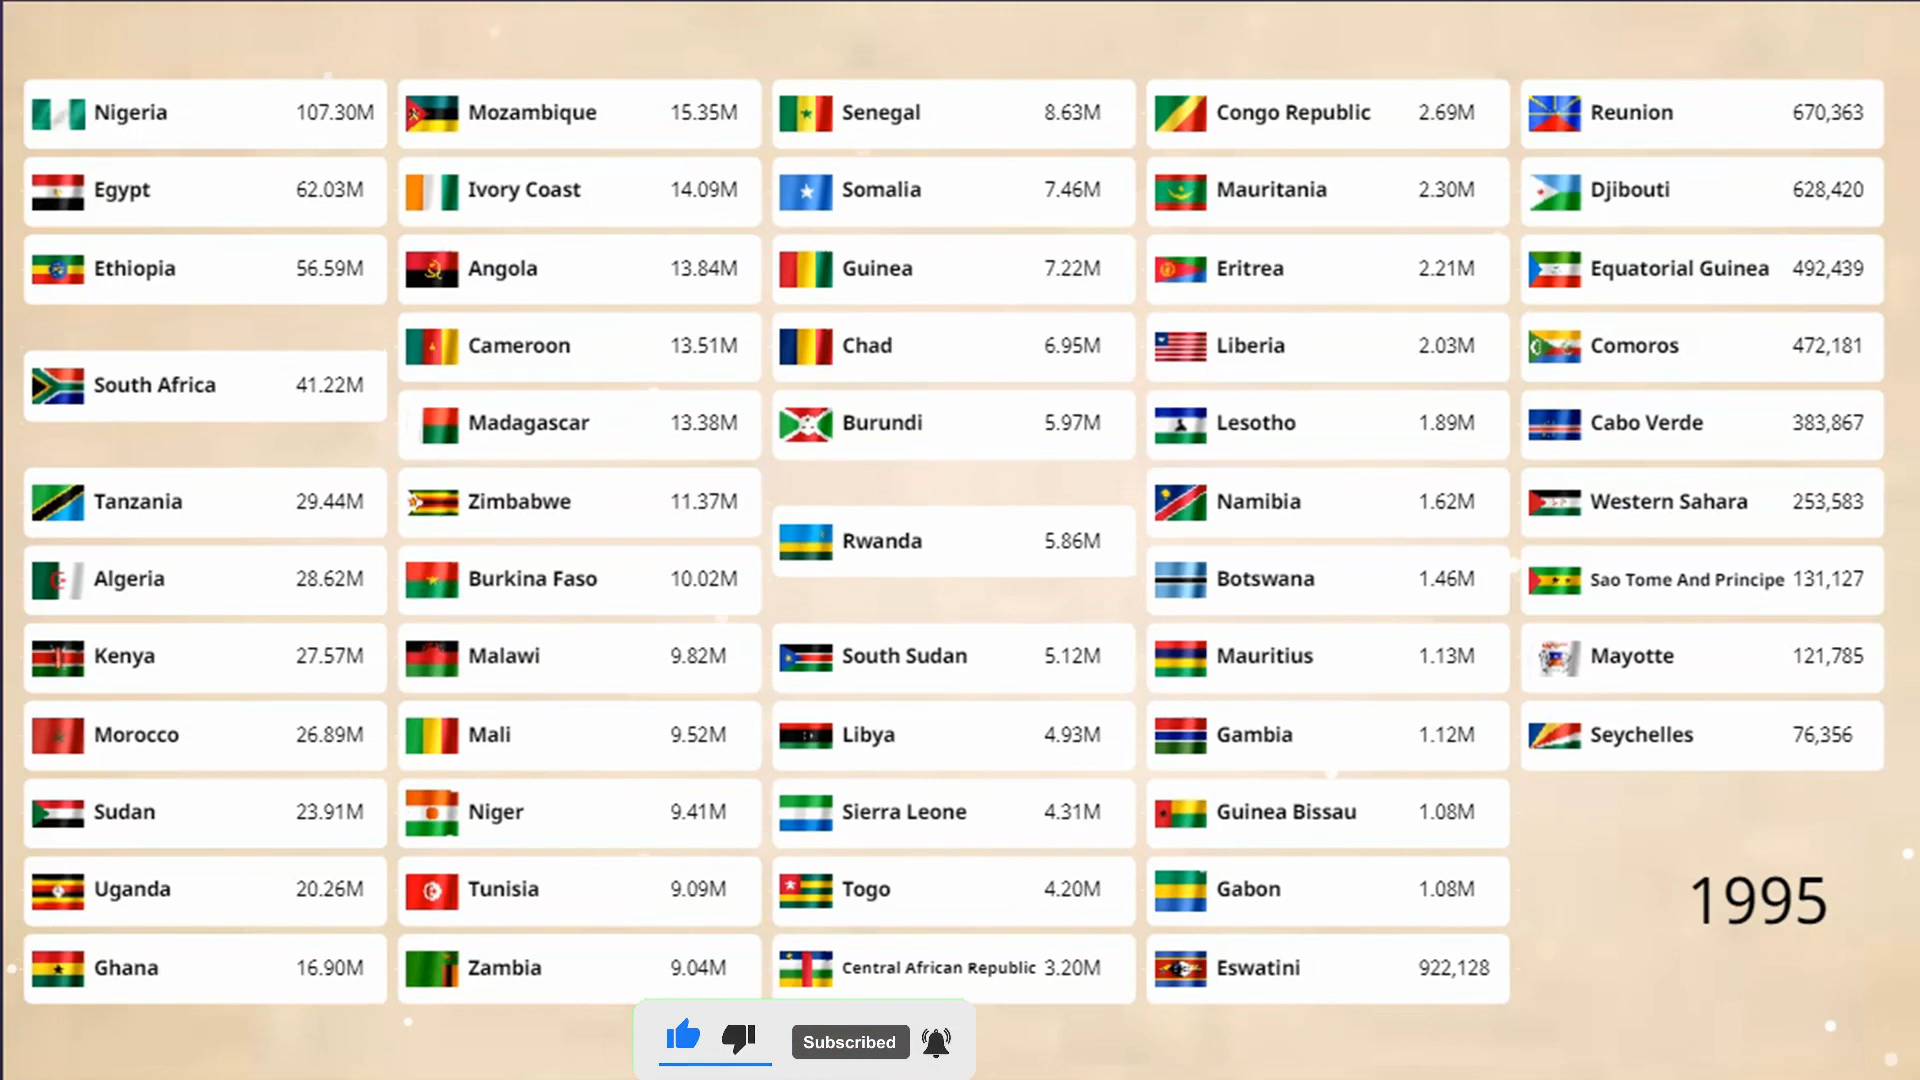 Nigeria 107.30M
Egypt 62.03M
Ethiopia 56.59M
South Africa 41.22M
Tanzania 29.44M
Algeria 28.62M
Kenya 27.57M
Morocco 26.89M
Sudan 23.91M
Uganda 20.26M
Ghana 16.90M
Mozambique 15.35M
Ivory Coast 14.09M
Angola 13.84M
Cameroon 13.51M
Madagascar 13.38M
Zimbabwe 11.37M
Burkina Faso 10.02M
Malawi 9.82M
Mali 9.52M
Niger 9.41M
Tunisia 9.09M
Zambia 9.04M
Senegal 8.63M
Somalia 7.46M
Guinea 7.22M
Chad 6.95M
Burundi 5.97M
Rwanda 5.86M
South Sudan 5.12M
Libya 4.93M
Sierra Leone 4.31M
Togo 4.20M
Central African Republic 3.20M
Congo Republic 2.69M
Mauritania 2.30M
Eritrea 2.21M
Liberia 2.03M
Lesotho 1.89M
Namibia 1.62M
Botswana 1.46M
Mauritius 1.13M
Gambia 1.12M
Guinea Bissau 1.08M
Gabon 1.08M
Eswatini 922,128
Reunion 670,363
Djibouti 628,420
Equatorial Guinea 492,439
Comoros 472,181
Cabo Verde 383,867
Western Sahara 253,583
Sao Tome And Principe 131,127
Mayotte 121,785
Seychelles 76,356
1995
Subscribed